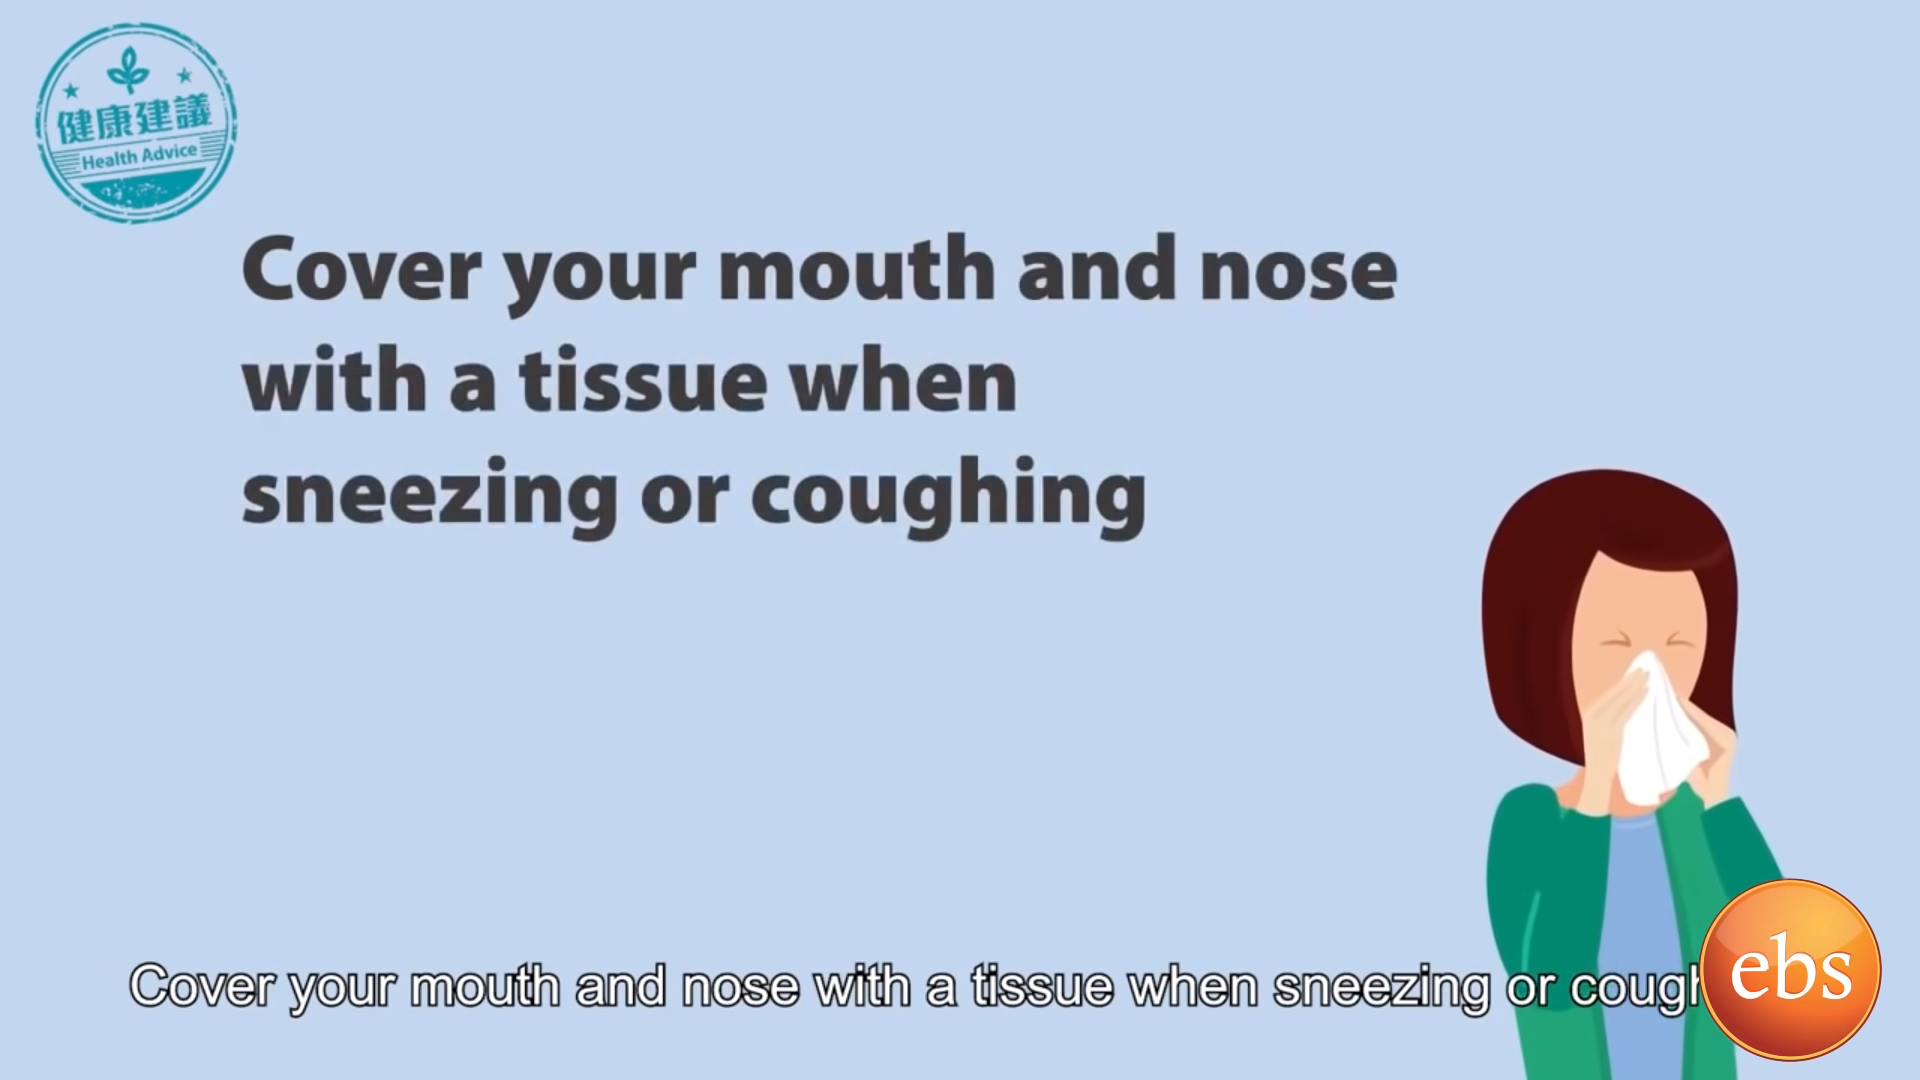 健康建議
Health Advice
Cover your mouth and nose
with a tissue when
sneezing or coughing
Cover your mouth and nose with a tissue when sneezing or cough
ebs